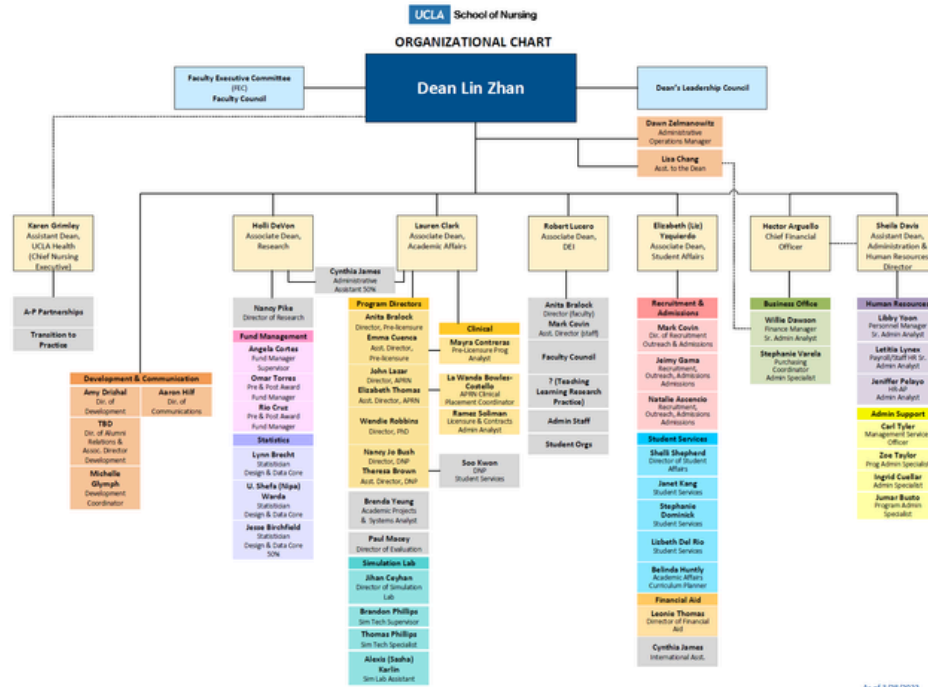 UCLA School of Nursing
ORGANIZATIONAL CHART
Faculty Executive Committee
(FEC)
Faculty Council
Dean Lin Zhan
Dean's Leadership Council
Dawn Zelmanowitz
Administrative
Operations Manager
Lisa Chang
Asst. to the Dean
Karen Grimley
Assistant Dean,
UCLA Health
(Chief Nursing
Executive)
A-P Partnerships
Transition to
Practice
Development & Communication
Amy Drizhal
Dir. of
Development
Aaron Hilf
Dir. of
Communications
TBD
Dir. of Alumni
Relations &
Assoc. Director
Development
Michelle
Glymph
Development
Coordinator
Holli DeVon
Associate Dean,
Research
Cynthia James
Administrative
Assistant 50%
Nancy Pike
Director of Research
Fund Management
Angela Cortes
Fund Manager
Supervisor
Omar Torres
Pre & Post Award
Fund Manager
Rio Cruz
Pre & Post Award
Fund Manager
Statistics
Lynn Brecht
Statistician
Design & Data Core
U. Shefa (Nipa)
Warda
Statistician
Design & Data Core
Jesse Birchfield
Statistician
Design & Data Core
50%
Lauren Clark
Associate Dean,
Academic Affairs
Program Directors
Anita Bralock
Director, Pre-licensure
Emma Cuenca
Asst. Director,
Pre-licensure
John Lazar
Director, APRN
Elizabeth Thomas
Asst. Director, APRN
Wendie Robbins
Director, PhD
Nancy Jo Bush
Director, DNP
Theresa Brown
Asst. Director, DNP
Brenda Yeung
Academic Projects
& Systems Analyst
Paul Macey
Director of Evaluation
Simulation Lab
Jihan Ceyhan
Director of Simulation
Lab
Brandon Phillips
Sim Tech Supervisor
Thomas Phillips
Sim Tech Specialist
Alexis (Sasha)
Karlin
Sim Lab Assistant
Clinical
Mayra Contreras
Pre-Licensure Prog
Analyst
La Wanda Bowles-
Costello
APRN Clinical
Placement Coordinator
Ramez Soliman
Licensure & Contracts
Admin Analyst
Soo Kwon
DNP
Student Services
Robert Lucero
Associate Dean,
DEI
Anita Bralock
Director (faculty)
Mark Covin
Asst. Director (staff)
Faculty Council
? (Teaching
Learning Research
Practice)
Admin Staff
Student Orgs
Elizabeth (Liz)
Yzquierdo
Associate Dean,
Student Affairs
Recruitment &
Admissions
Mark Covin
Dir. of Recruitment
Outreach & Admissions
Jeimy Gama
Recruitment,
Outreach, Admissions
Admissions
Natalie Ascencio
Recruitment,
Outreach, Admissions
Admissions
Student Services
Shelli Shepherd
Director of Student
Affairs
Janet Kang
Student Services
Stephanie
Dominick
Student Services
Lizbeth Del Rio
Student Services
Belinda Huntly
Academic Affairs
Curriculum Planner
Financial Aid
Leonie Thomas
Director of Financial
Aid
Cynthia James
International Asst.
Hector Arguello
Chief Financial
Officer
Business Office
Willie Dawson
Finance Manager
Sr. Admin Analyst
Stephanie Varela
Purchasing
Coordinator
Admin Specialist
Sheila Davis
Assistant Dean,
Administration &
Human Resources
Director
Human Resources
Libby Yoon
Personnel Manager
Sr. Admin Analyst
Letitia Lynex
Payroll/Staff HR Sr.
Admin Analyst
Jeniffer Pelayo
HR-AP
Admin Analyst
Admin Support
Carl Tyler
Management Service
Officer
Zoe Taylor
Prog Admin Specialist
Ingrid Cuellar
Admin Specialist
Jumar Busto
Program Admin
Specialist